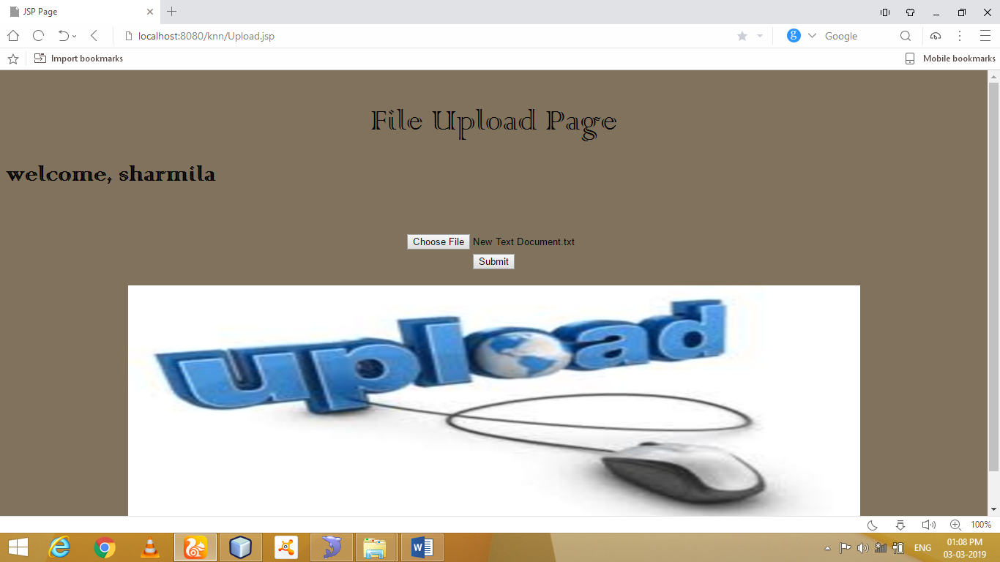 JSP Page
localhost:8080/knn/Upload.jsp
Google
Import bookmarks
Mobile bookmarks
File Upload Page
welcome, sharmila
Choose File New Text Document.txt
Submit
upload
100%
ENG
01:08 PM
03-03-2019